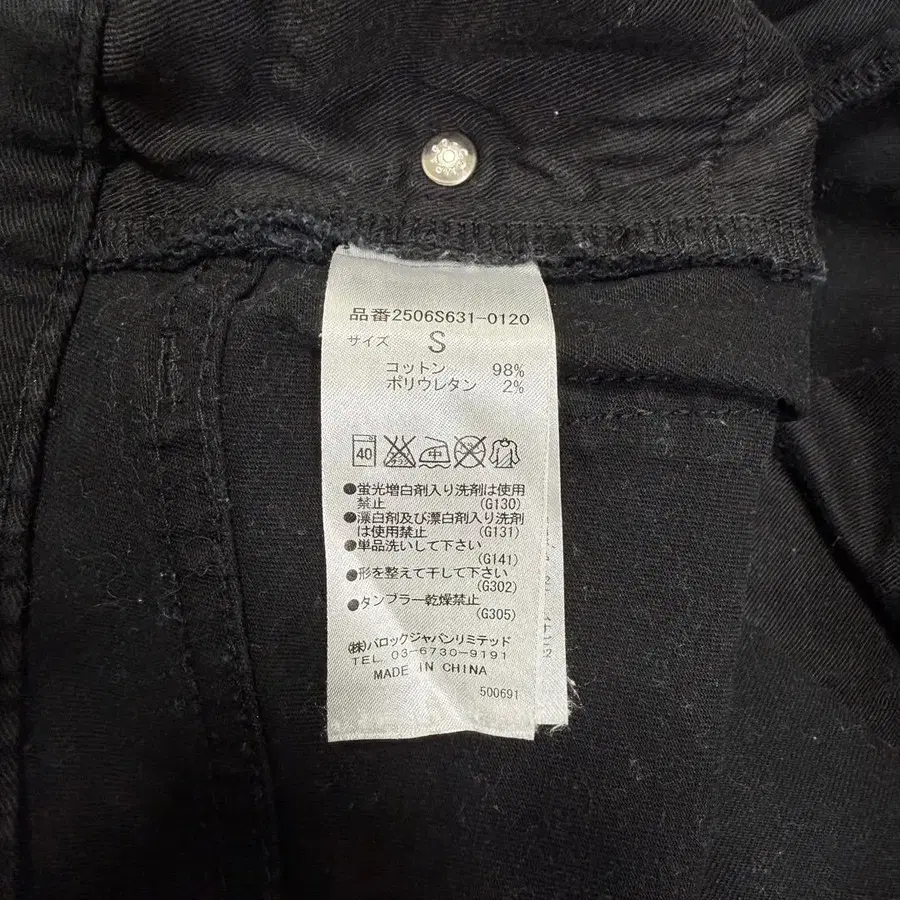 品番2506S631-0120
サイズ S
コットン 98%
ポリウレタン 2%
40 中
●蛍光増白剤入り洗剤は使用
禁止 (G130)
●漂白剤及び漂白剤入り洗剤
は使用禁止 (G131)
●単品洗いして下さい
(G141)
●形を整えて干して下さい
(G302)
●タンブラー乾燥禁止
(G305)
(株)バロックジャパンリミテッド
TEL. 03-6730-9191
MADE IN CHINA
500691